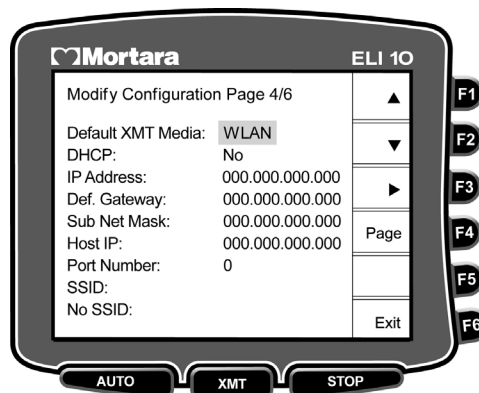 Mortara ELI 10
Modify Configuration Page 4/6
Default XMT Media: WLAN
DHCP: No
IP Address: 000.000.000.000
Def. Gateway: 000.000.000.000
Sub Net Mask: 000.000.000.000
Host IP: 000.000.000.000
Port Number: 0
SSID:
No SSID:
▲ F1
▼ F2
► F3
Page F4
F5
Exit F6
AUTO XMT STOP